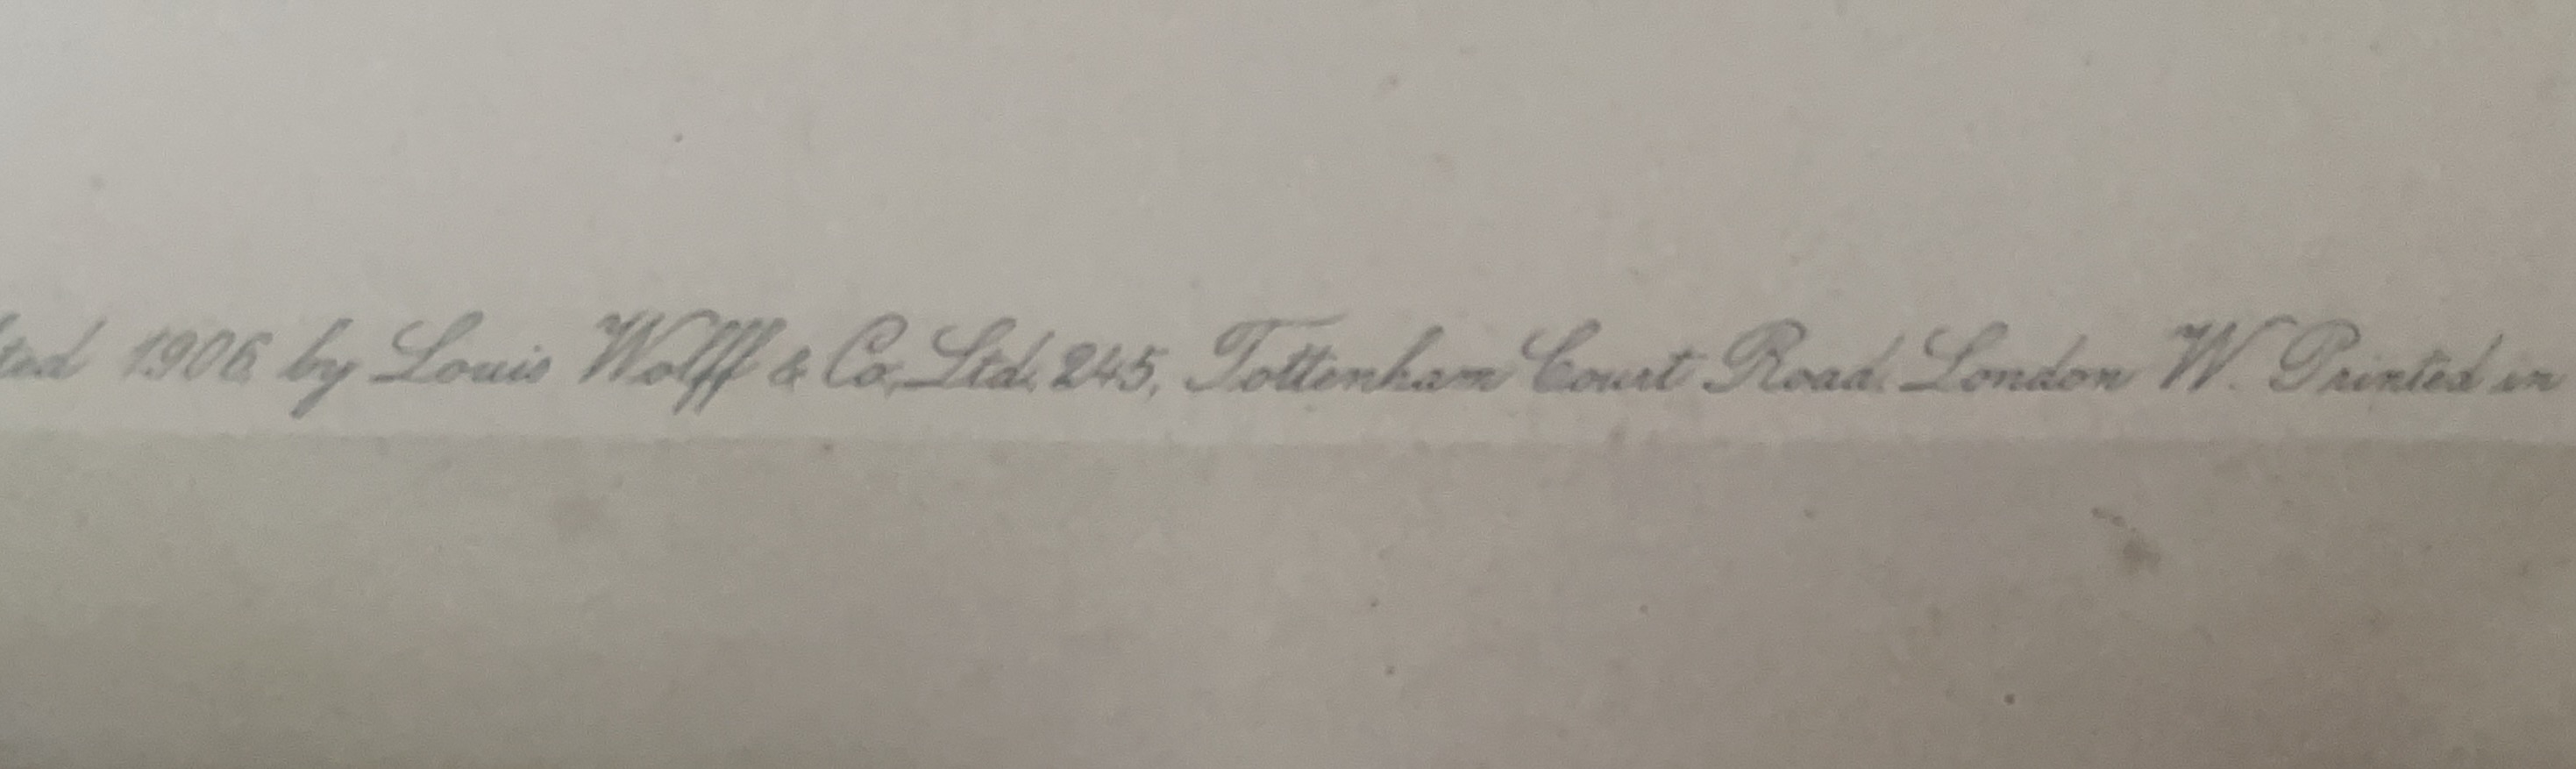 ted 1906 by Louis Wolff & Co, Ltd. 245, Tottenham Court Road, London W. Printed in